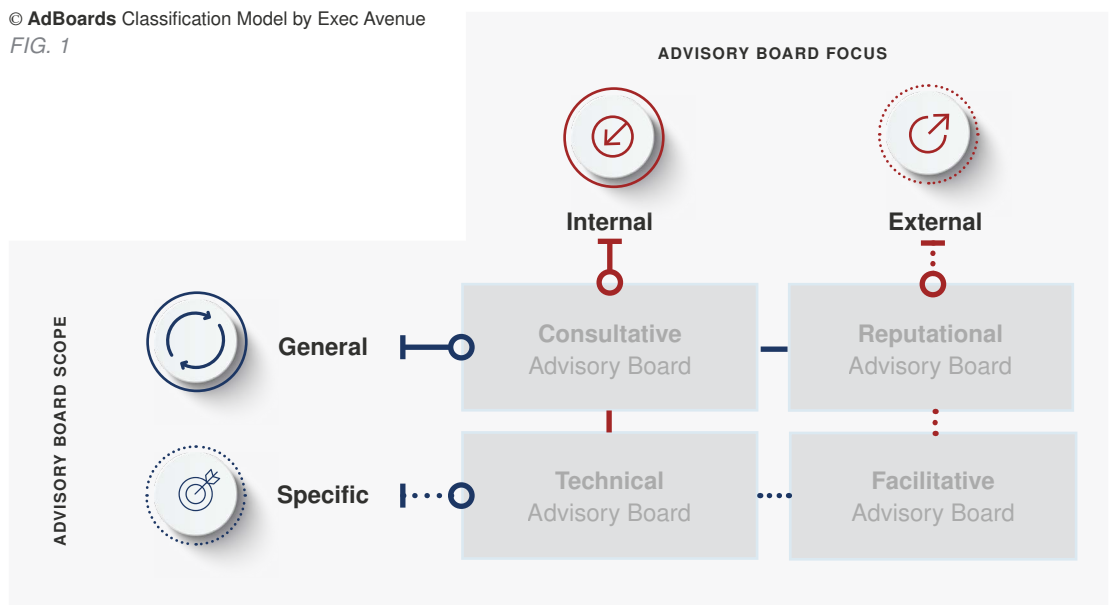 © AdBoards Classification Model by Exec Avenue
FIG. 1
ADVISORY BOARD FOCUS
Internal
External
ADVISORY BOARD SCOPE
General
Consultative
Advisory Board
Reputational
Advisory Board
Specific
Technical
Advisory Board
Facilitative
Advisory Board